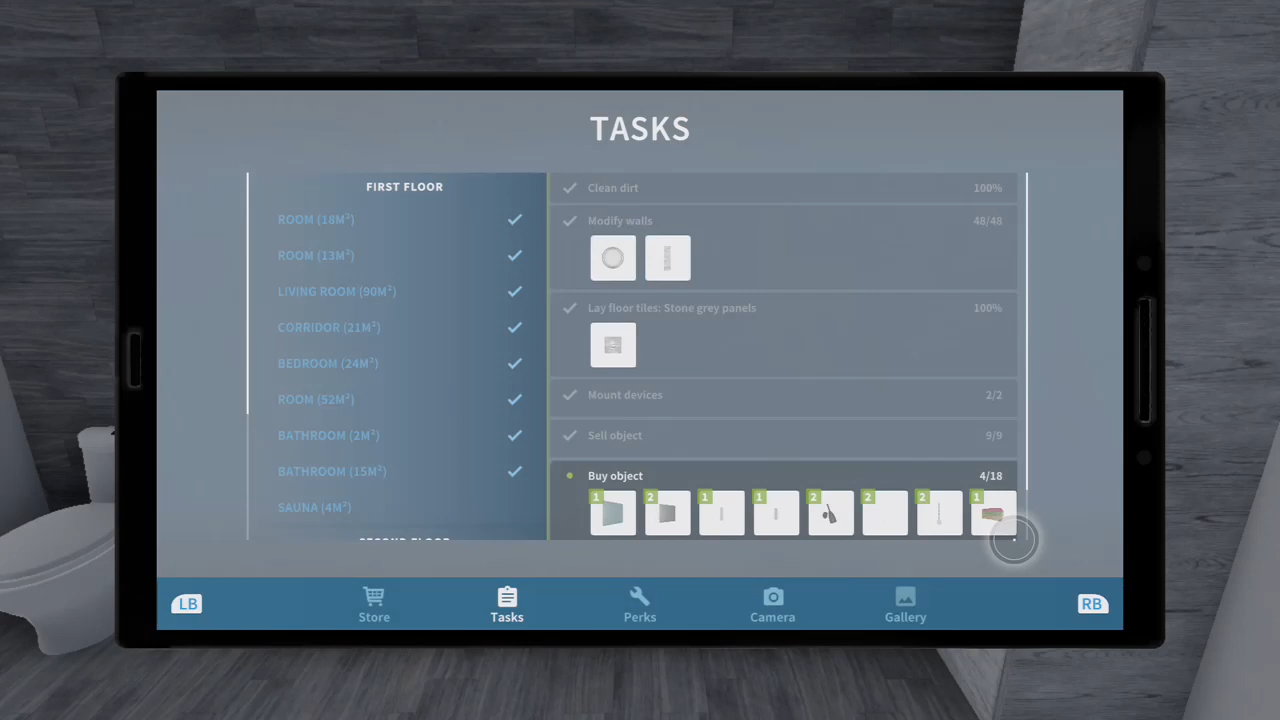 TASKS
FIRST FLOOR
ROOM (18M²)
ROOM (13M²)
LIVING ROOM (90M²)
CORRIDOR (21M²)
BEDROOM (24M²)
ROOM (52M²)
BATHROOM (2M²)
BATHROOM (15M²)
SAUNA (4M²)
SECOND FLOOR
Clean dirt 100%
Modify walls 48/48
Lay floor tiles: Stone grey panels 100%
Mount devices 2/2
Sell object 9/9
Buy object 4/18
1 2 1 1 2 2 2 1
LB Store Tasks Perks Camera Gallery RB